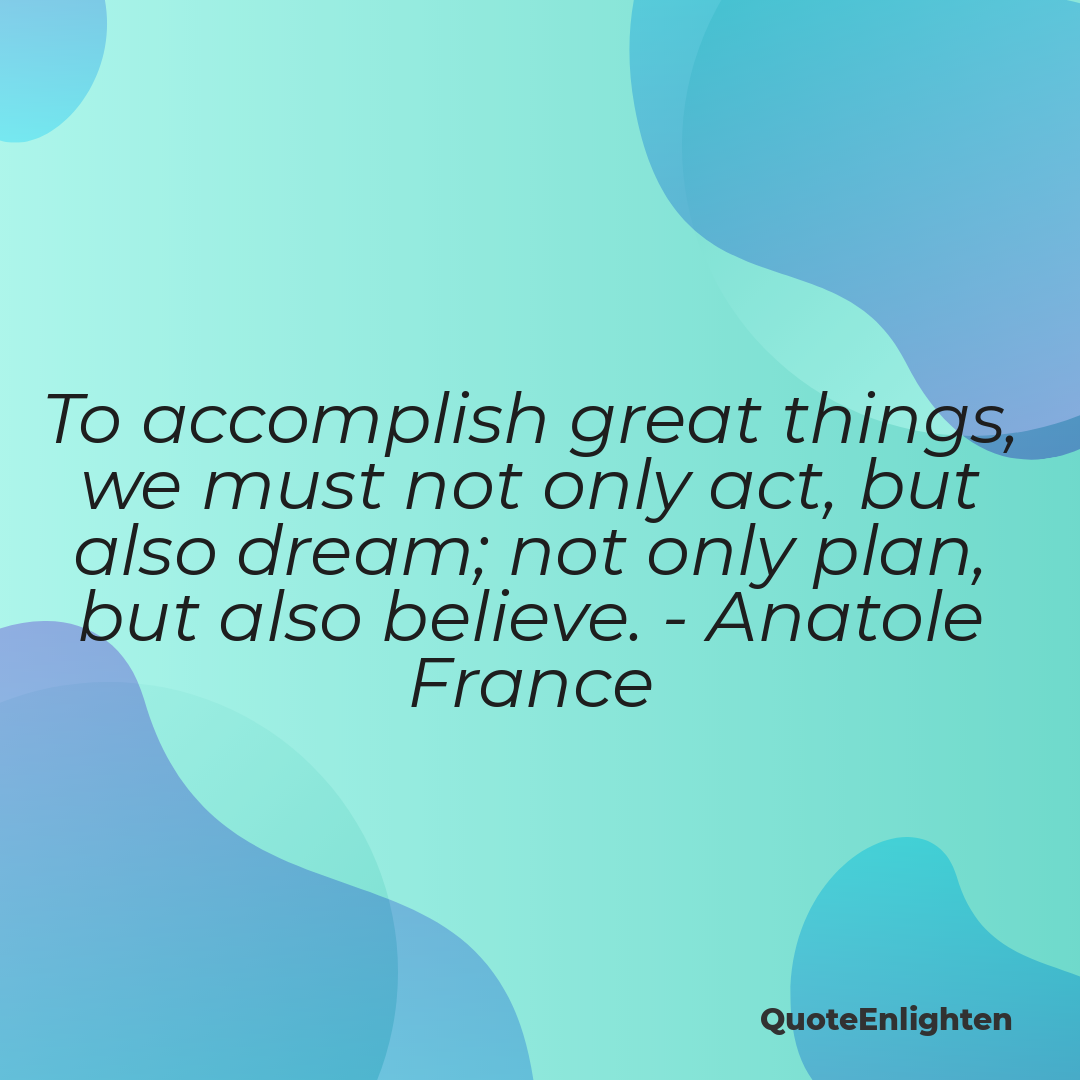 To accomplish great things,
we must not only act, but
also dream; not only plan,
but also believe. - Anatole
France
QuoteEnlighten